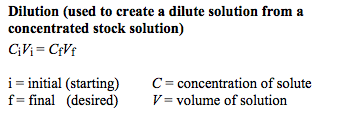 Dilution (used to create a dilute solution from a
concentrated stock solution)
CᵢVᵢ = C_fV_f
i = initial (starting) C = concentration of solute
f = final (desired) V = volume of solution